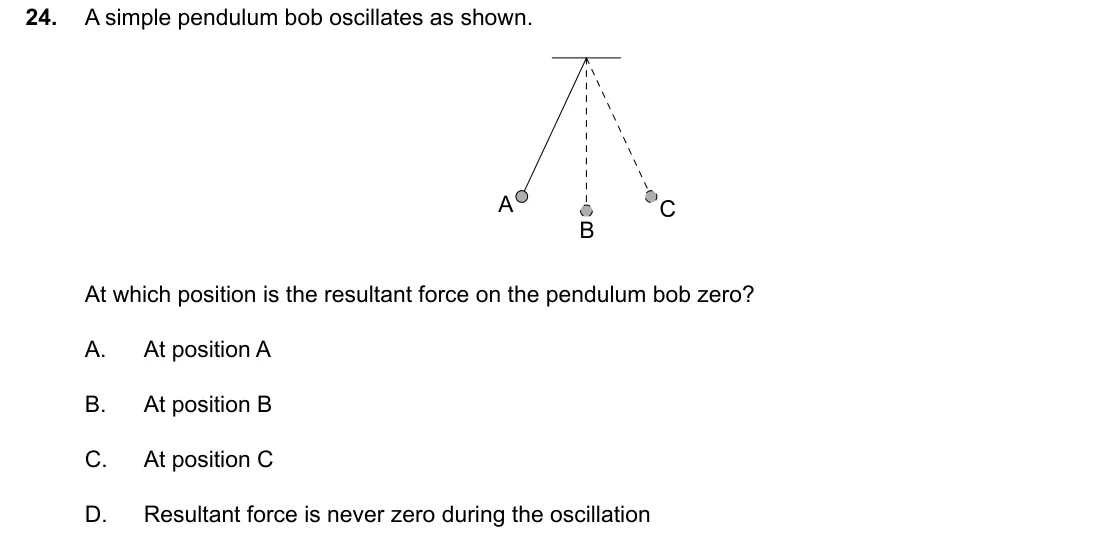 24. A simple pendulum bob oscillates as shown.
A
C
B
At which position is the resultant force on the pendulum bob zero?
A. At position A
B. At position B
C. At position C
D. Resultant force is never zero during the oscillation